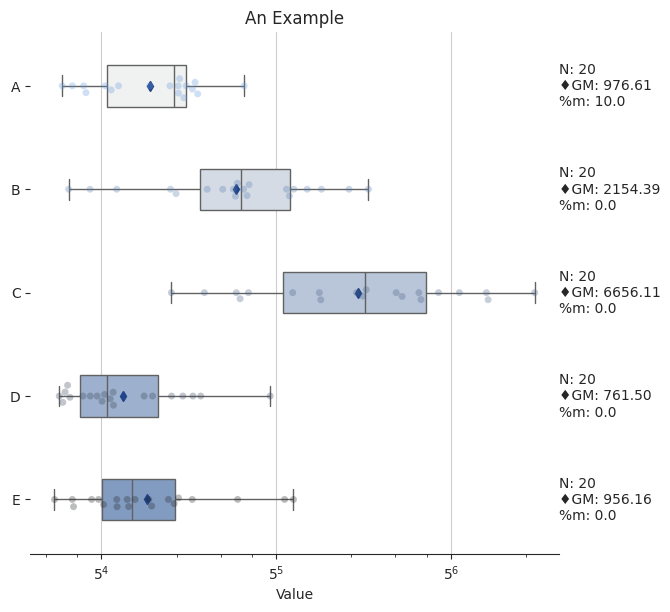 An Example
A
N: 20
♦GM: 976.61
%m: 10.0
B
N: 20
♦GM: 2154.39
%m: 0.0
C
N: 20
♦GM: 6656.11
%m: 0.0
D
N: 20
♦GM: 761.50
%m: 0.0
E
N: 20
♦GM: 956.16
%m: 0.0
5⁴ 5⁵ 5⁶
Value